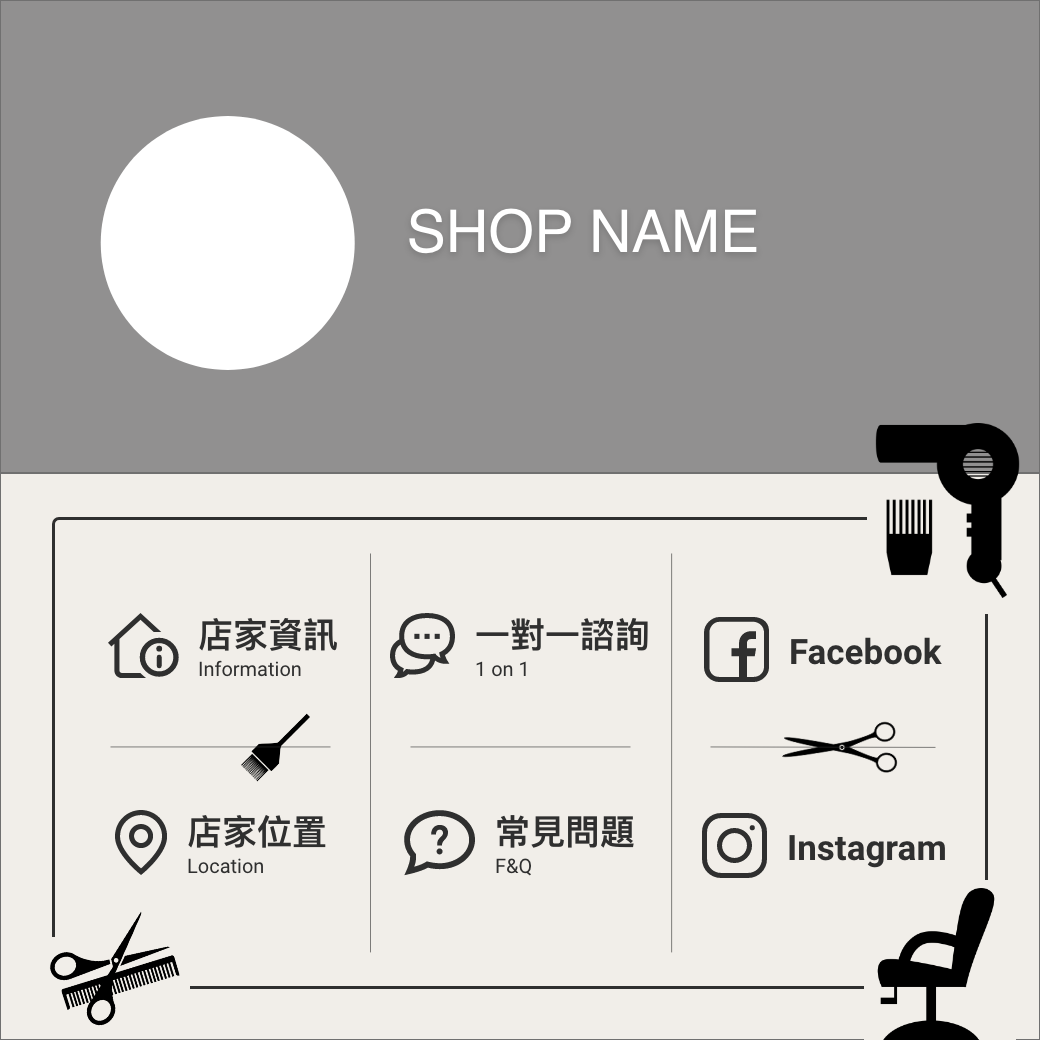 SHOP NAME
店家資訊
Information
一對一諮詢
1 on 1
Facebook
店家位置
Location
常見問題
F&Q
Instagram